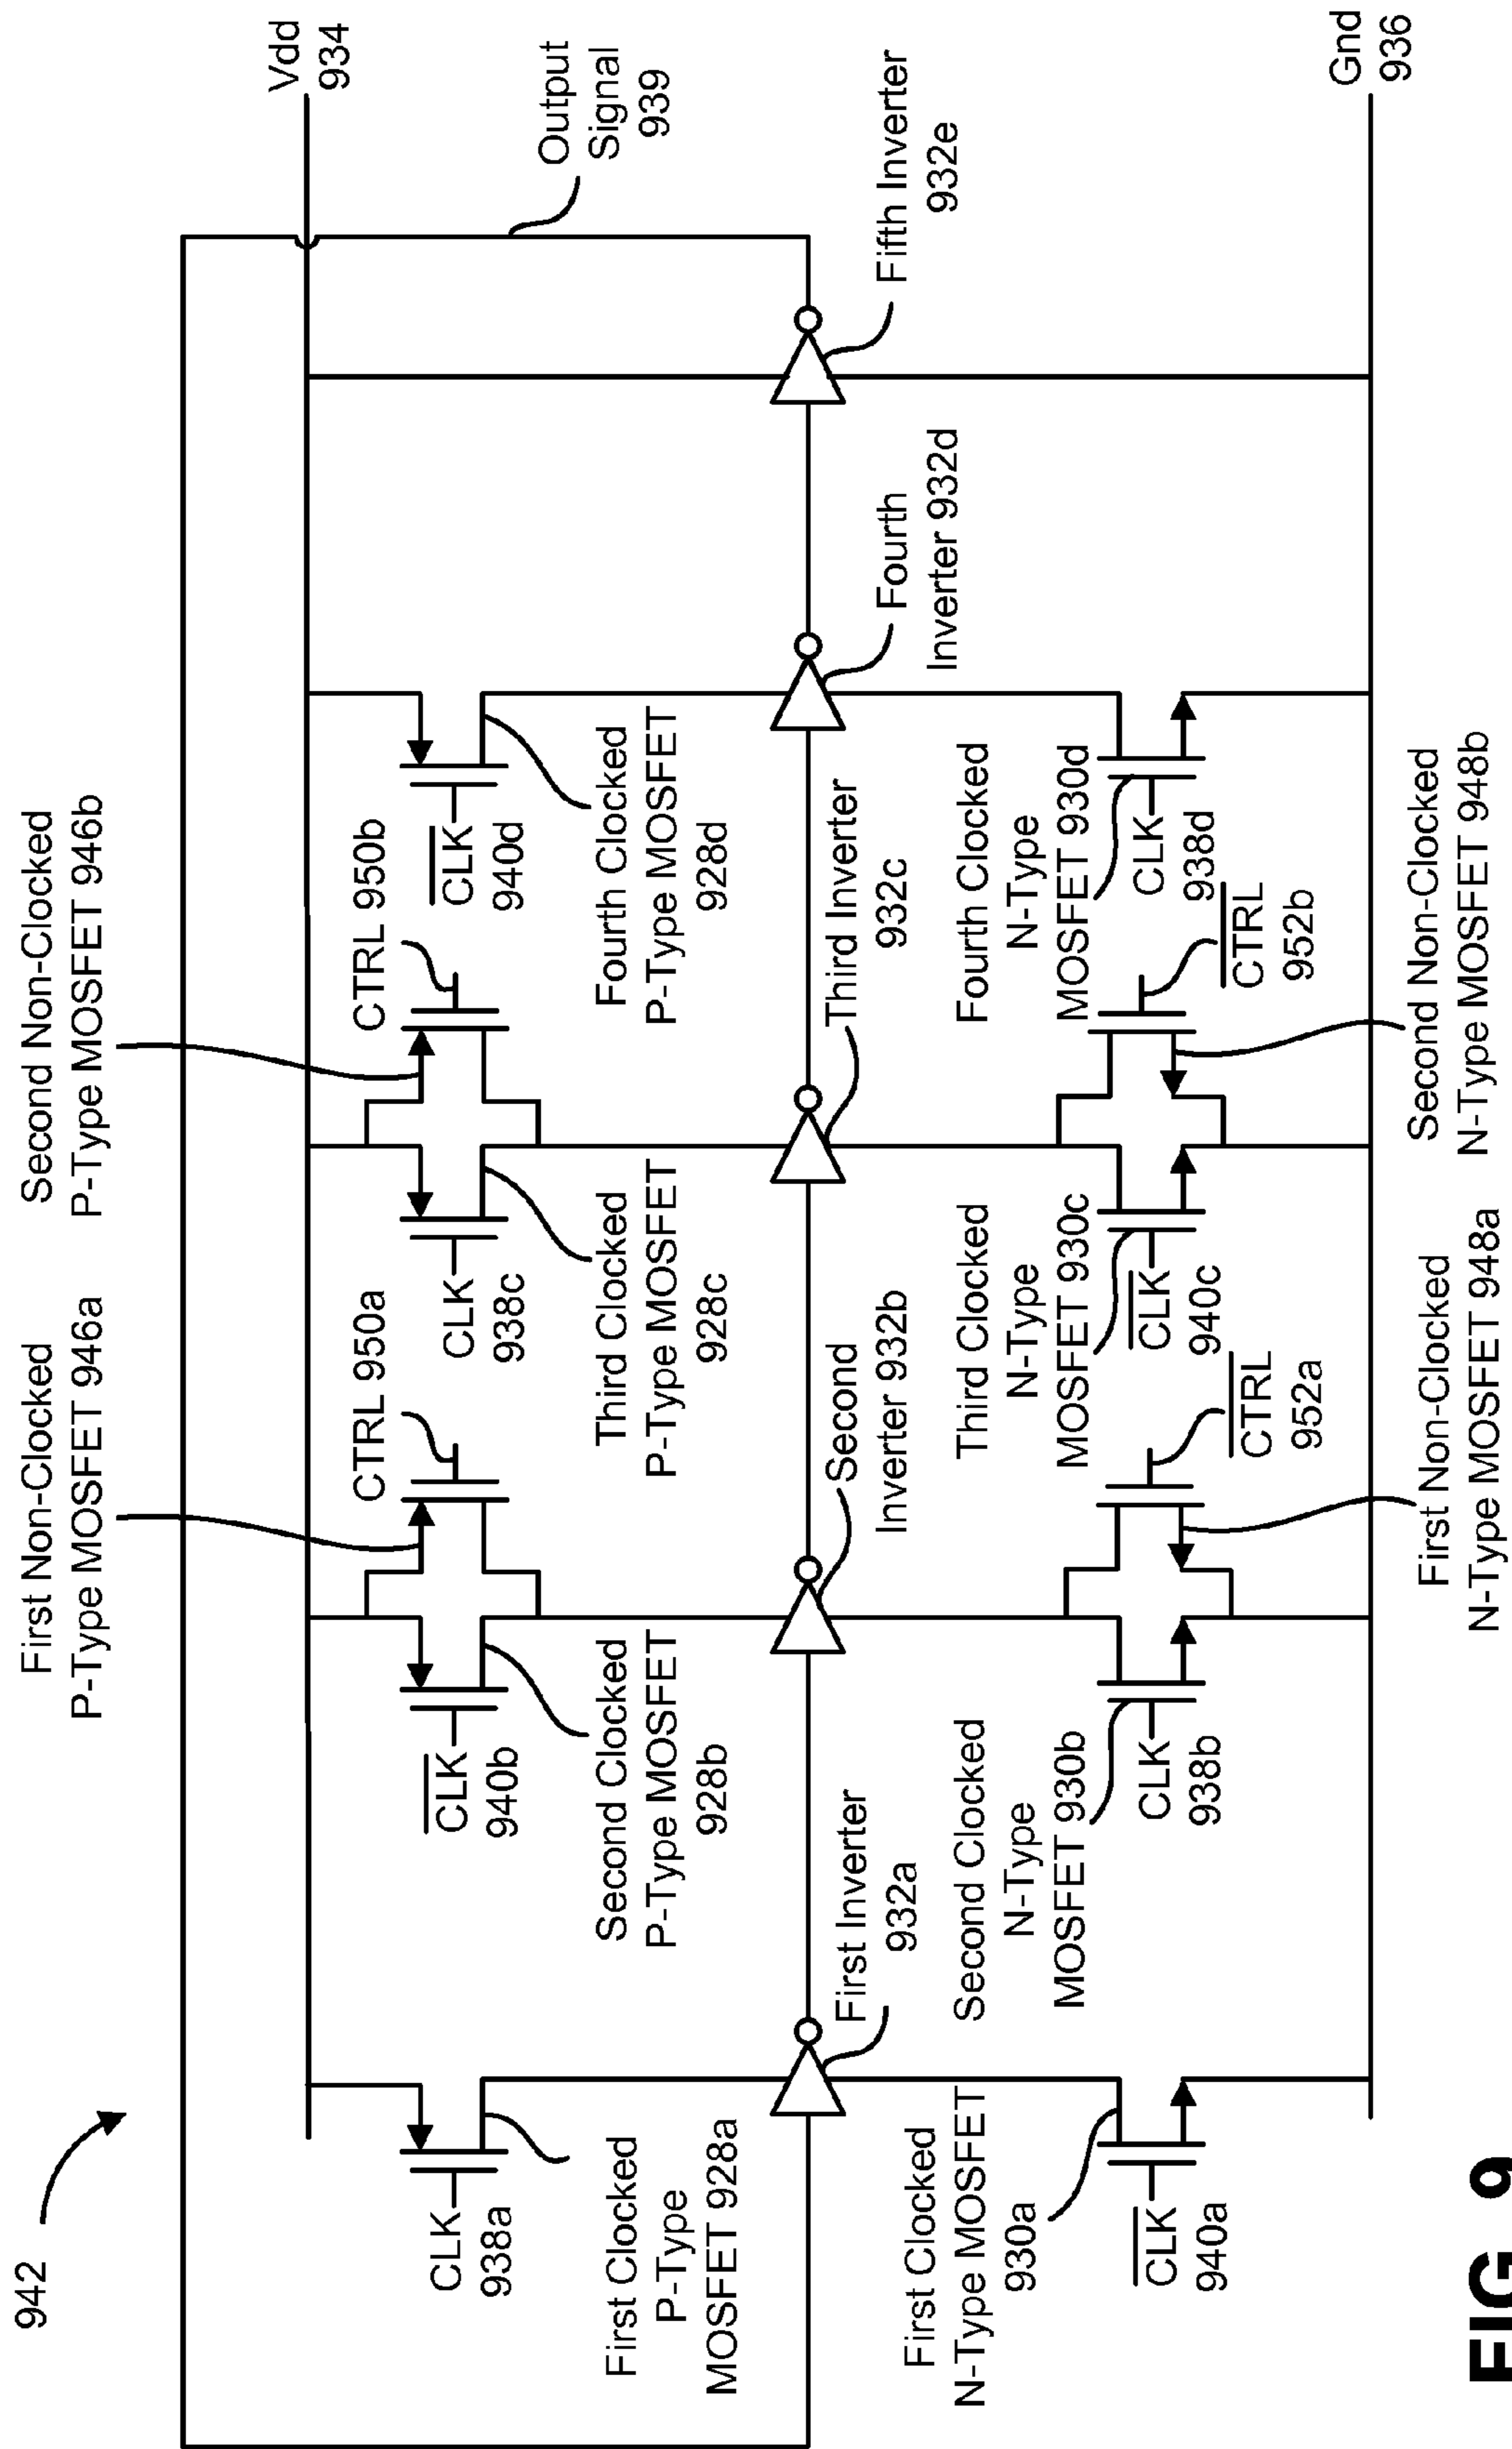 942
First Non-Clocked
P-Type MOSFET 946a
Second Non-Clocked
P-Type MOSFET 946b
Vdd
934
CLK
938a
First Clocked
P-Type
MOSFET 928a
CLK
940b
Second Clocked
P-Type MOSFET
928b
CTRL 950a
CLK
938c
Third Clocked
P-Type MOSFET
928c
CTRL 950b
CLK
940d
Fourth Clocked
P-Type MOSFET
928d
Output
Signal
939
First Inverter
932a
Second
Inverter 932b
Third Inverter
932c
Fourth
Inverter 932d
Fifth Inverter
932e
First Clocked
N-Type MOSFET
930a
CLK
940a
Second Clocked
N-Type
MOSFET 930b
CLK
938b
CTRL
952a
Third Clocked
N-Type
MOSFET 930c
CLK
940c
CTRL
952b
Fourth Clocked
N-Type
MOSFET 930d
CLK
938d
Gnd
936
First Non-Clocked
N-Type MOSFET 948a
Second Non-Clocked
N-Type MOSFET 948b
FIG 9